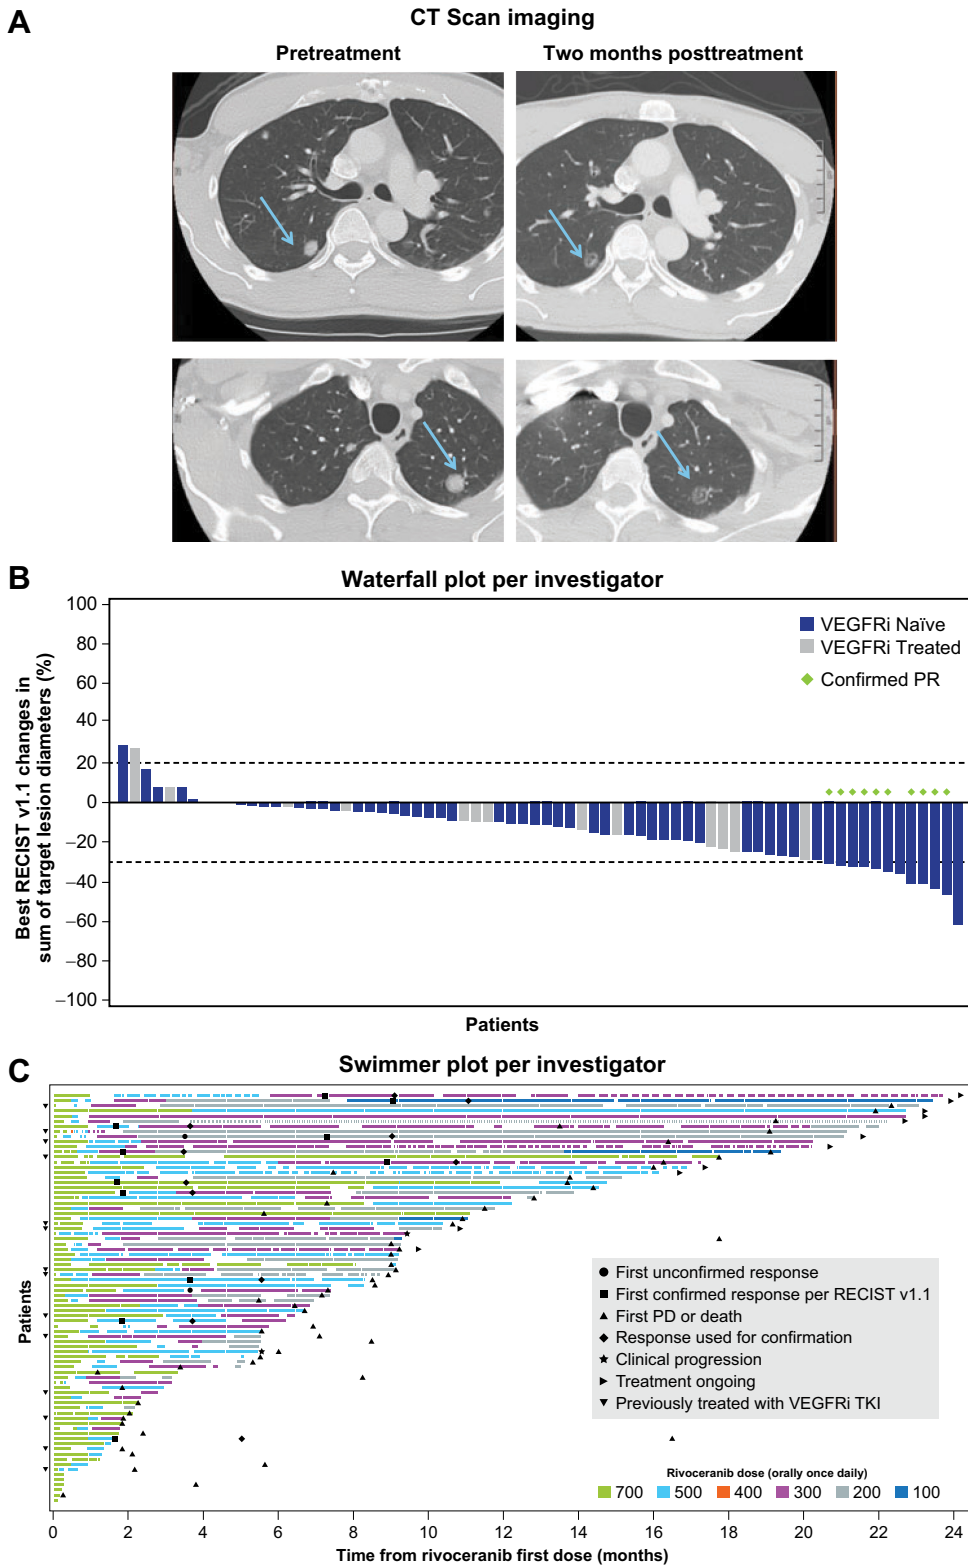 A
CT Scan imaging
Pretreatment
Two months posttreatment
B
Waterfall plot per investigator
Best RECIST v1.1 changes in
sum of target lesion diameters (%)
100
80
60
40
20
0
−20
−40
−60
−80
−100
VEGFRi Naïve
VEGFRi Treated
Confirmed PR
Patients
C
Swimmer plot per investigator
Patients
First unconfirmed response
First confirmed response per RECIST v1.1
First PD or death
Response used for confirmation
Clinical progression
Treatment ongoing
Previously treated with VEGFRi TKI
Rivoceranib dose (orally once daily)
700 500 400 300 200 100
0 2 4 6 8 10 12 14 16 18 20 22 24
Time from rivoceranib first dose (months)